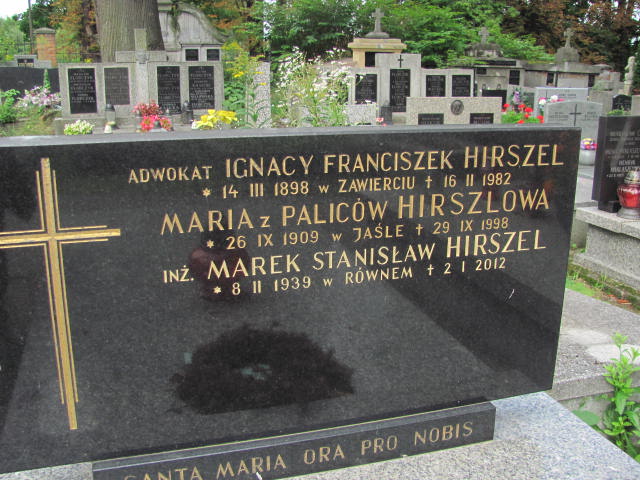 ADWOKAT IGNACY FRANCISZEK HIRSZEL
* 14 III 1898 W ZAWIERCIU + 16 II 1982
MARIA z PALICÓW HIRSZLOWA
* 26 IX 1909 W JAŚLE + 29 IX 1998
INŻ. MAREK STANISŁAW HIRSZEL
* 8 II 1939 W RÓWNEM + 2 I 2012
SANTA MARIA ORA PRO NOBIS